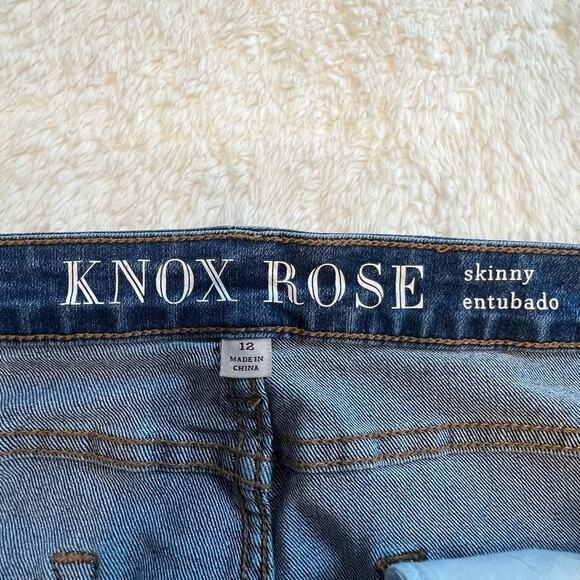 KNOX ROSE
skinny
entubado
12
MADE IN
CHINA